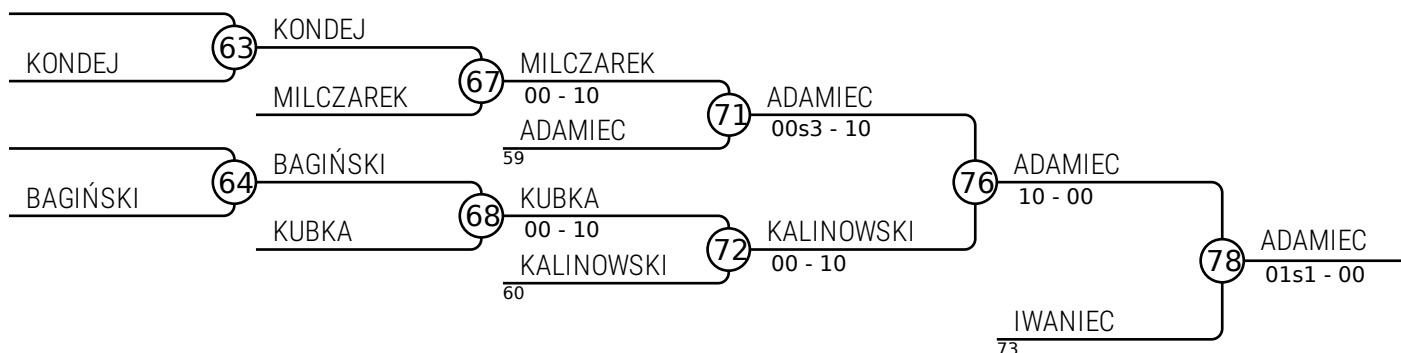 KONDEJ
63
KONDEJ
MILCZAREK
67
MILCZAREK
00 - 10
ADAMIEC
59
71
ADAMIEC
00s3 - 10
BAGIŃSKI
64
BAGIŃSKI
KUBKA
68
KUBKA
00 - 10
KALINOWSKI
60
72
KALINOWSKI
00 - 10
76
ADAMIEC
10 - 00
IWANIEC
73
78
ADAMIEC
01s1 - 00